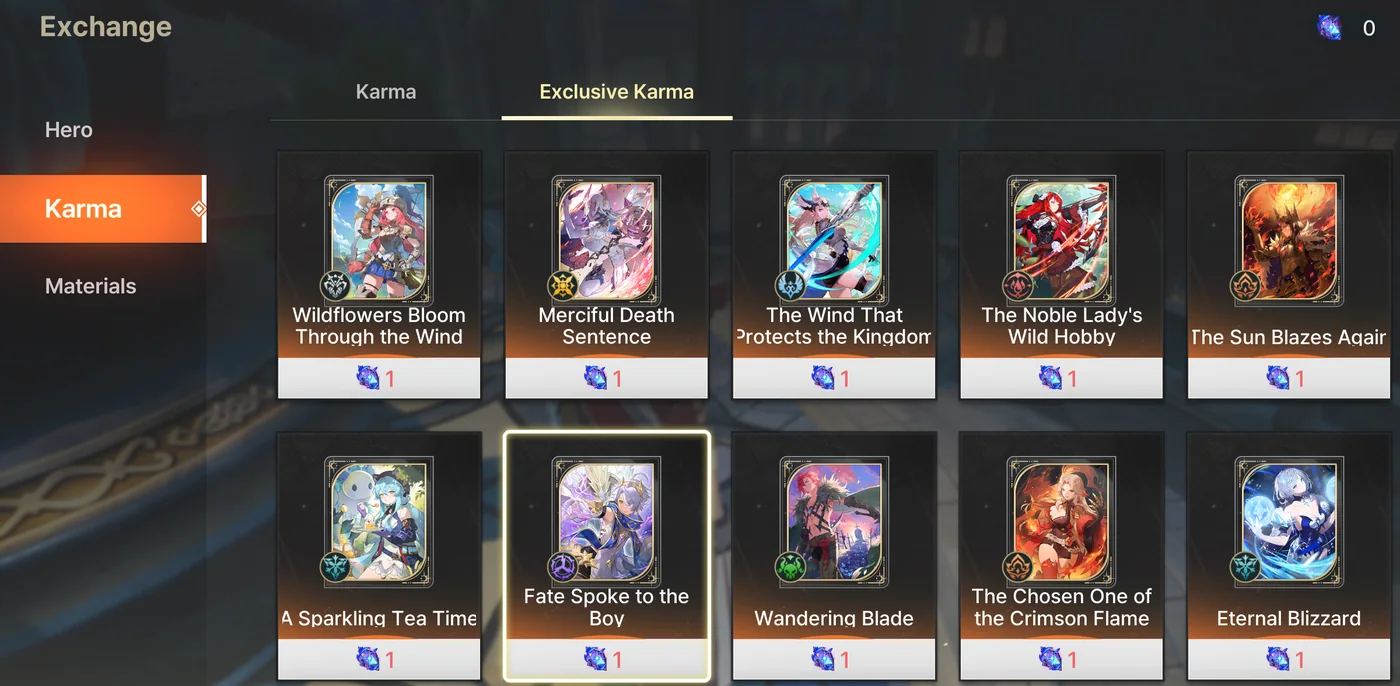 Exchange
0
Karma
Exclusive Karma
Hero
Karma
Materials
Wildflowers Bloom
Through the Wind
1
Merciful Death
Sentence
1
The Wind That
Protects the Kingdom
1
The Noble Lady's
Wild Hobby
1
The Sun Blazes Again
1
A Sparkling Tea Time
1
Fate Spoke to the
Boy
1
Wandering Blade
1
The Chosen One of
the Crimson Flame
1
Eternal Blizzard
1